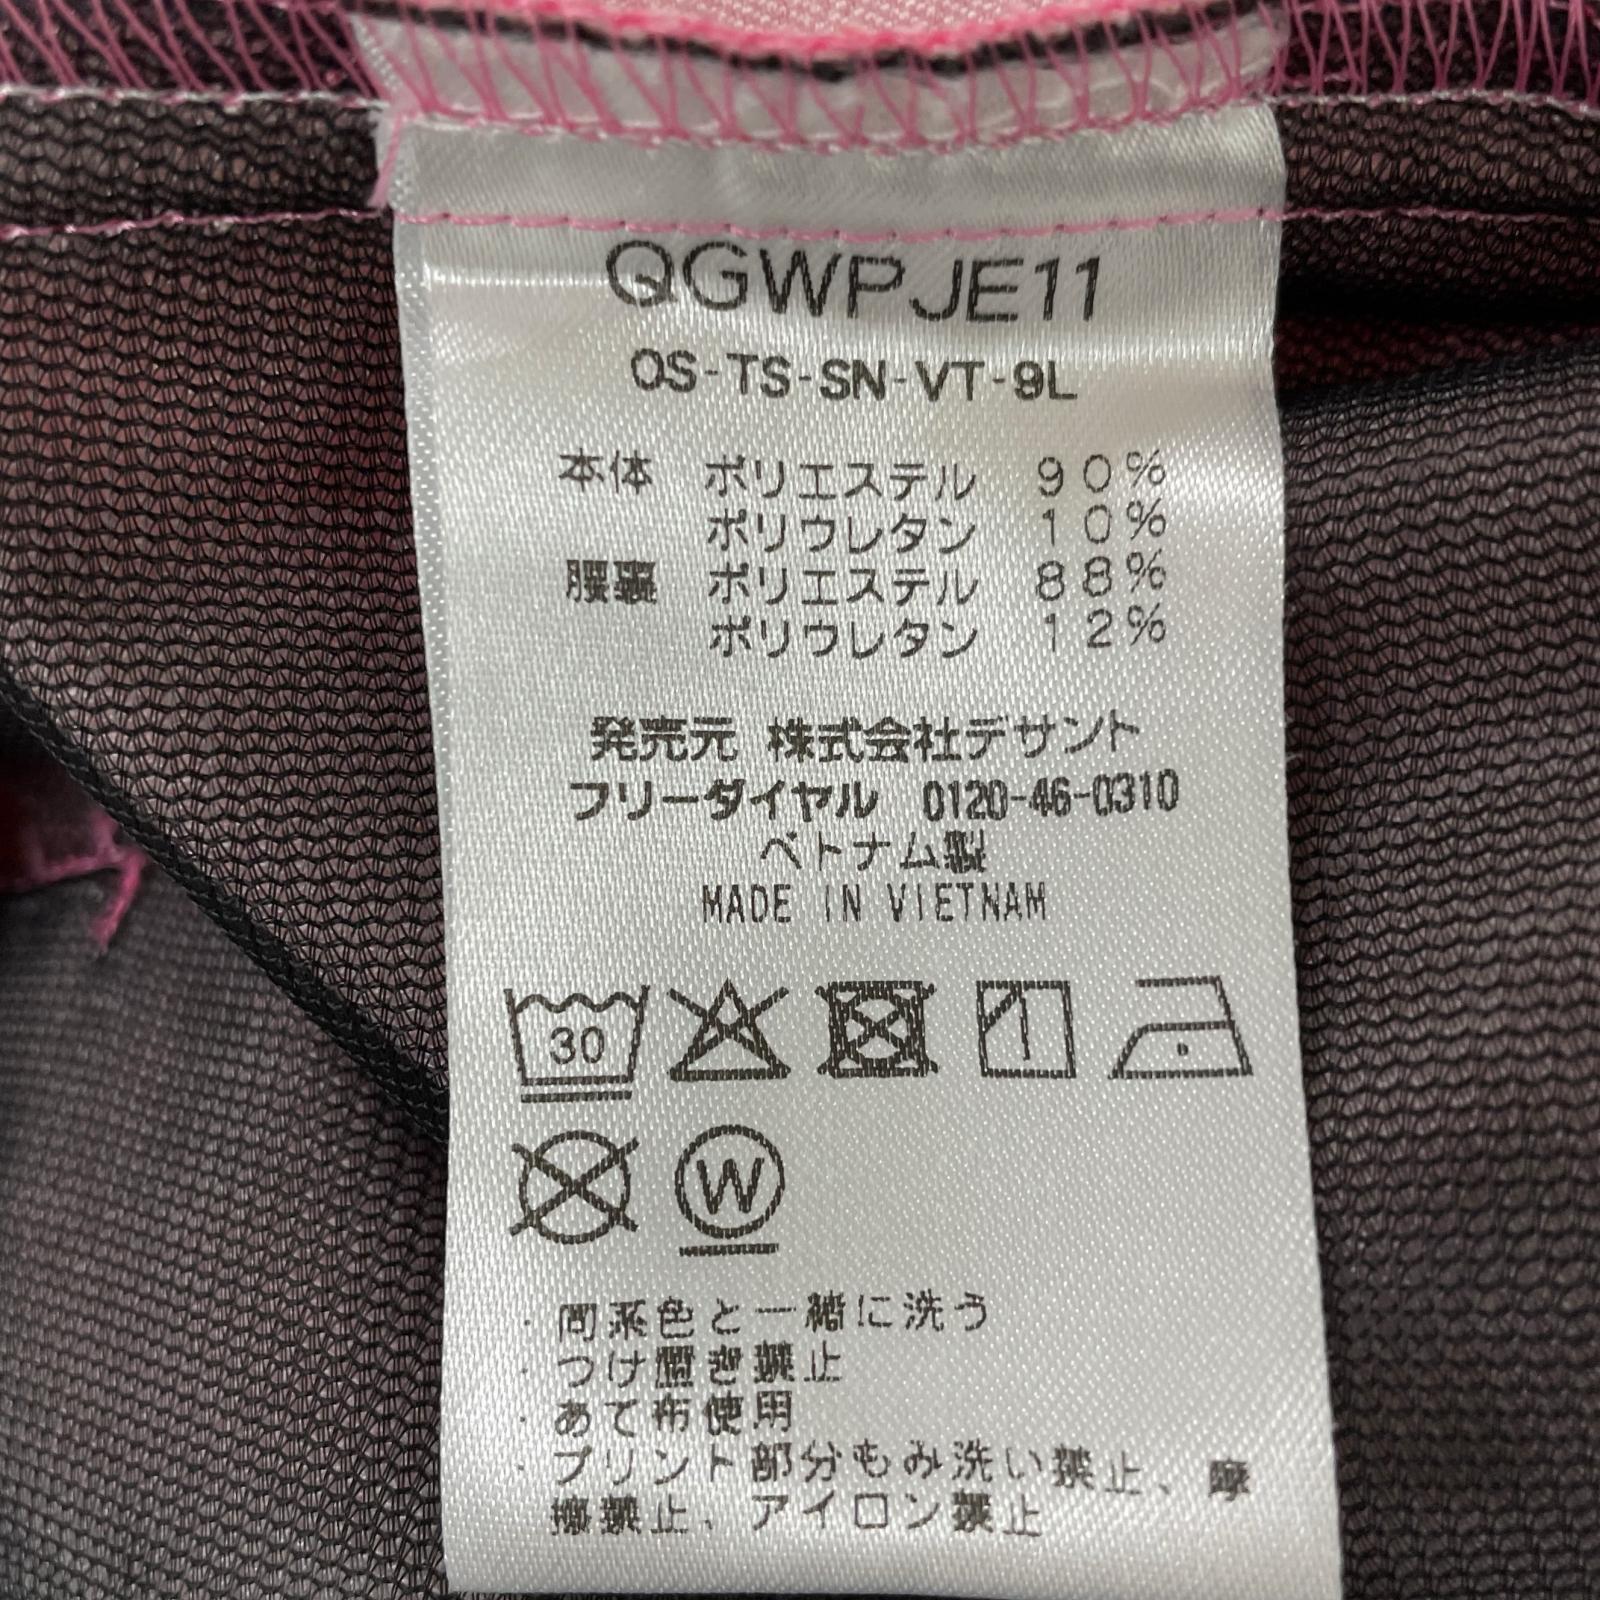 QGWPJE11
OS-TS-SN-VT-9L
本体 ポリエステル 90%
ポリウレタン 10%
腰裏 ポリエステル 88%
ポリウレタン 12%
発売元 株式会社デサント
フリーダイヤル 0120-46-0310
ベトナム製
MADE IN VIETNAM
30
W
・同系色と一緒に洗う
・つけ置き禁止
・あて布使用
・プリント部分もみ洗い禁止、摩
擦禁止、アイロン禁止